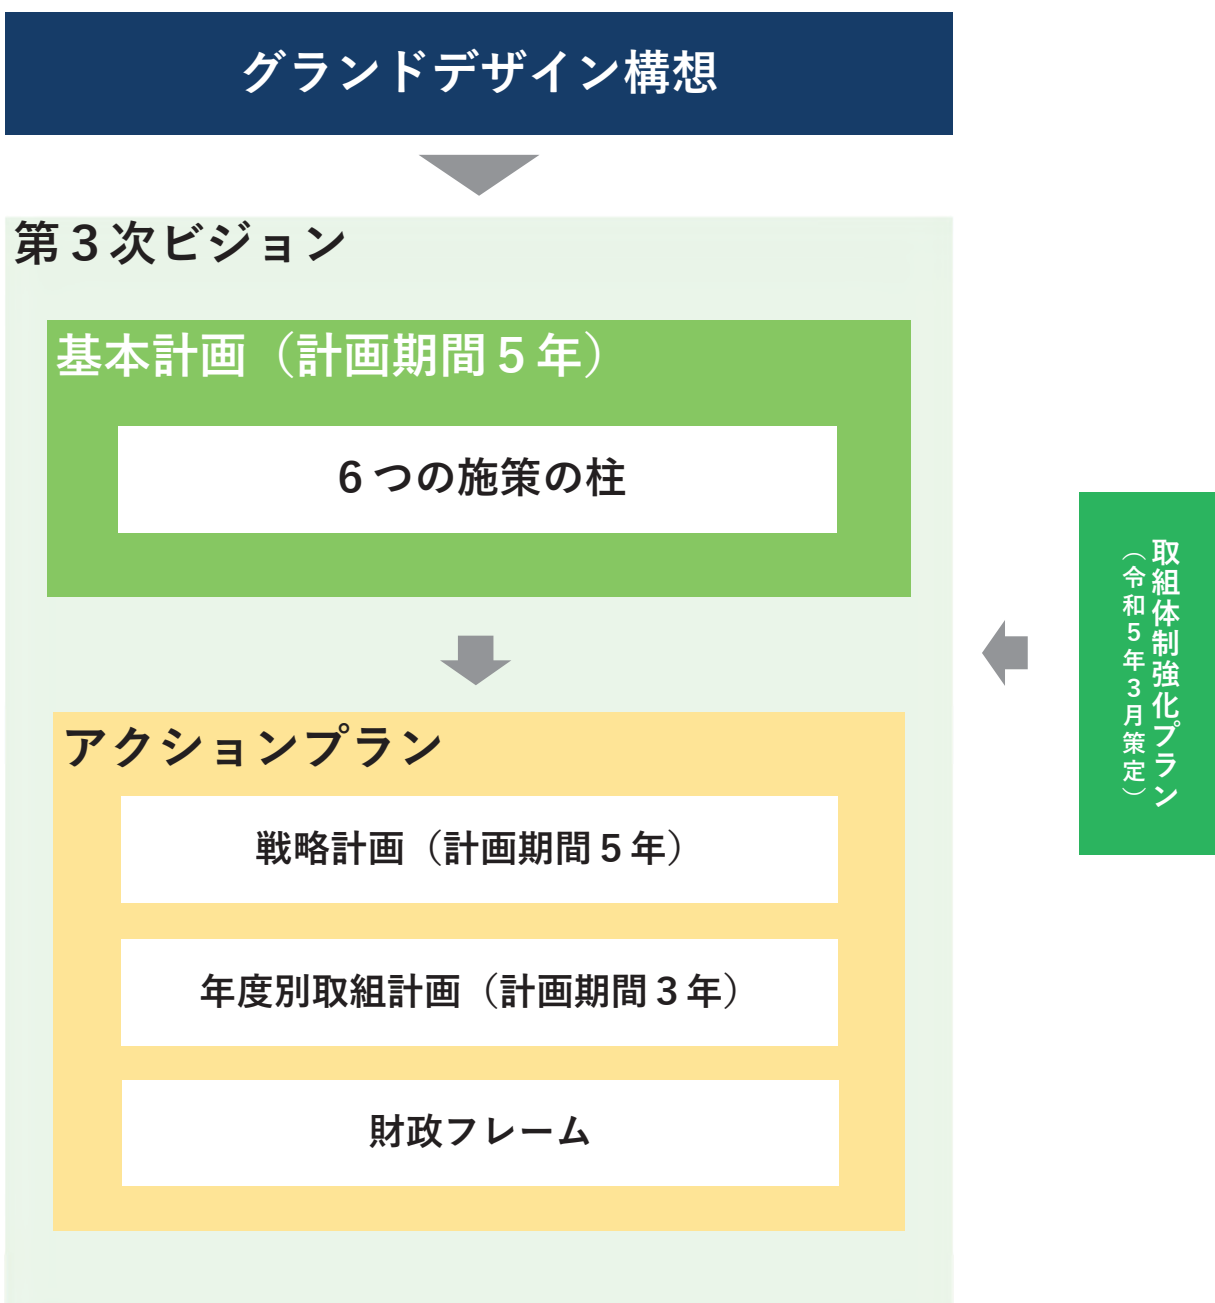 グランドデザイン構想
第３次ビジョン
基本計画（計画期間５年）
６つの施策の柱
アクションプラン
戦略計画（計画期間５年）
年度別取組計画（計画期間３年）
財政フレーム
取組体制強化プラン
（令和５年３月策定）